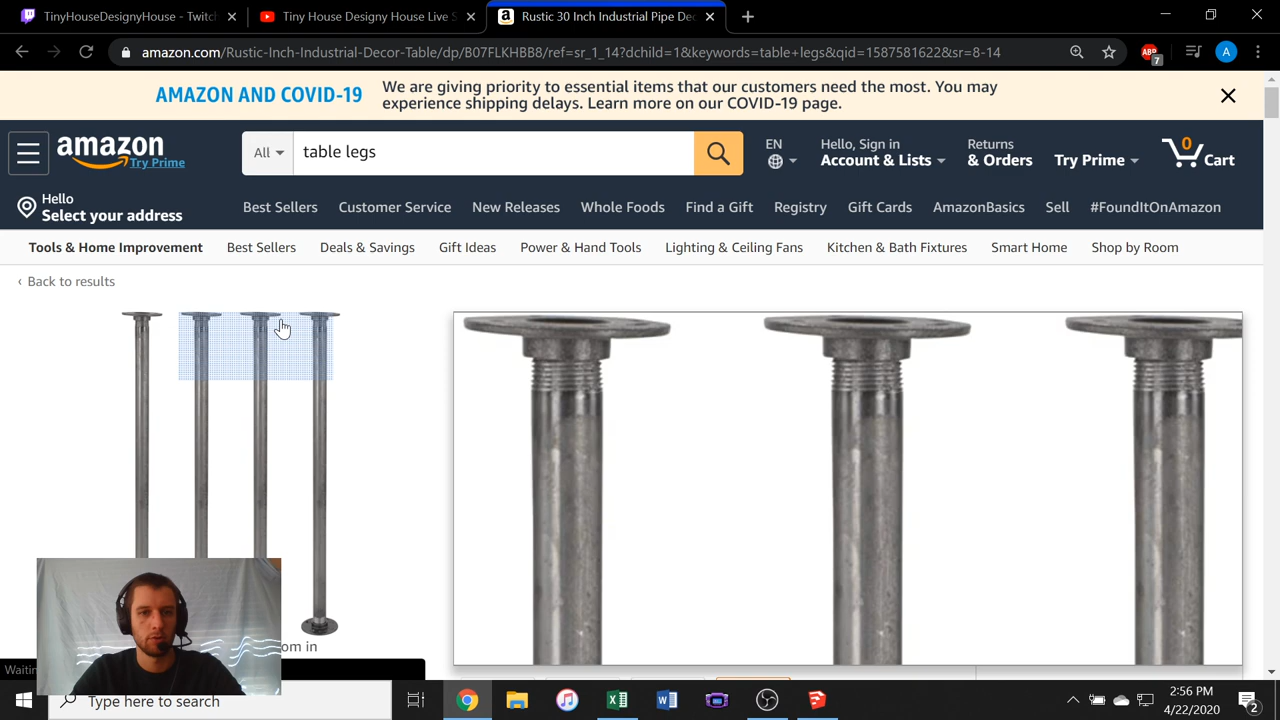 TinyHouseDesignyHouse - Twitch
Tiny House Designy House Live S
Rustic 30 Inch Industrial Pipe Dec
amazon.com/Rustic-Inch-Industrial-Decor-Table/dp/B07FLKHBB8/ref=sr_1_14?dchild=1&keywords=table+legs&qid=1587581622&sr=8-14
ABP
7
A
AMAZON AND COVID-19
We are giving priority to essential items that our customers need the most. You may
experience shipping delays. Learn more on our COVID-19 page.
amazon
Try Prime
All
table legs
EN
Hello, Sign in
Account & Lists
Returns
& Orders
Try Prime
0
Cart
Hello
Select your address
Best Sellers
Customer Service
New Releases
Whole Foods
Find a Gift
Registry
Gift Cards
AmazonBasics
Sell
#FoundItOnAmazon
Tools & Home Improvement
Best Sellers
Deals & Savings
Gift Ideas
Power & Hand Tools
Lighting & Ceiling Fans
Kitchen & Bath Fixtures
Smart Home
Shop by Room
‹ Back to results
om in
Waitin
Type here to search
2:56 PM
4/22/2020
2